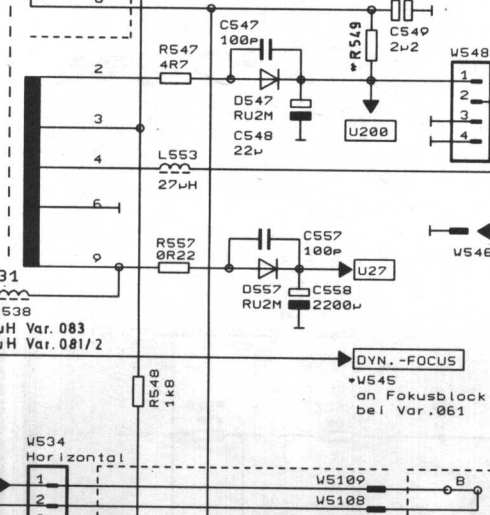 C547
100p
*R549
C549
2µ2
R547
4R7
W548
2
1
D547
RU2M
2
3
C548
22µ
U200
3
4
4
L553
27µH
6
9
R557
0R22
C557
100p
W546
U27
31
538
D557
RU2M
C558
2200µ
µH Var. 083
µH Var. 081/2
DYN.-FOCUS
R548
1k8
*W545
an Fokusblock
bei Var.061
W534
Horizontal
1
W5109
B
2
W5108